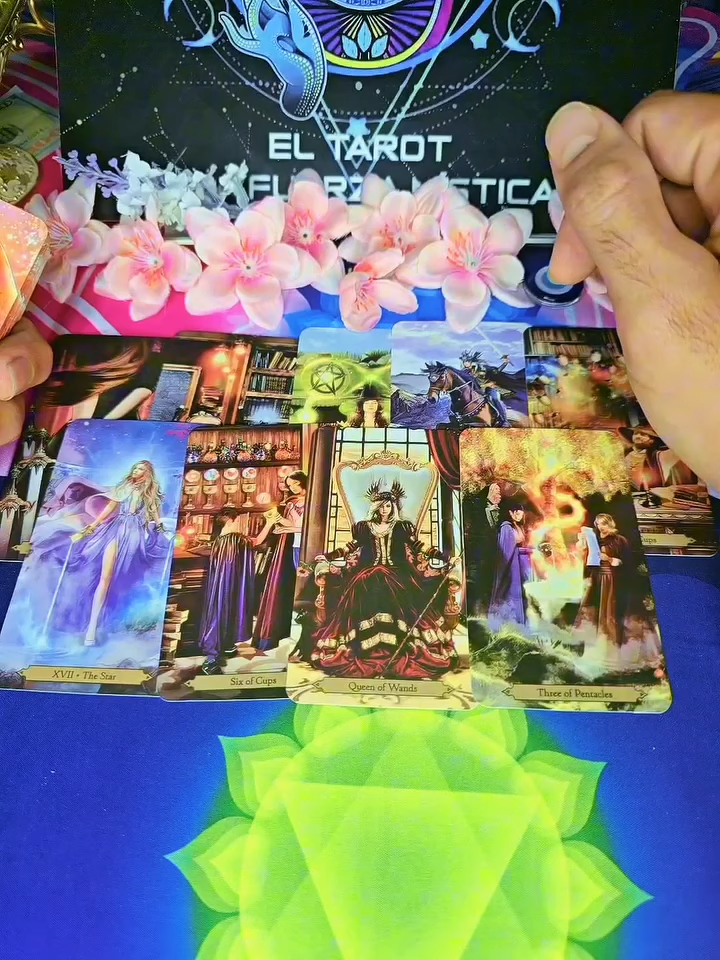 EL TAROT
XVII • The Star
Six of Cups
Queen of Wands
Three of Pentacles